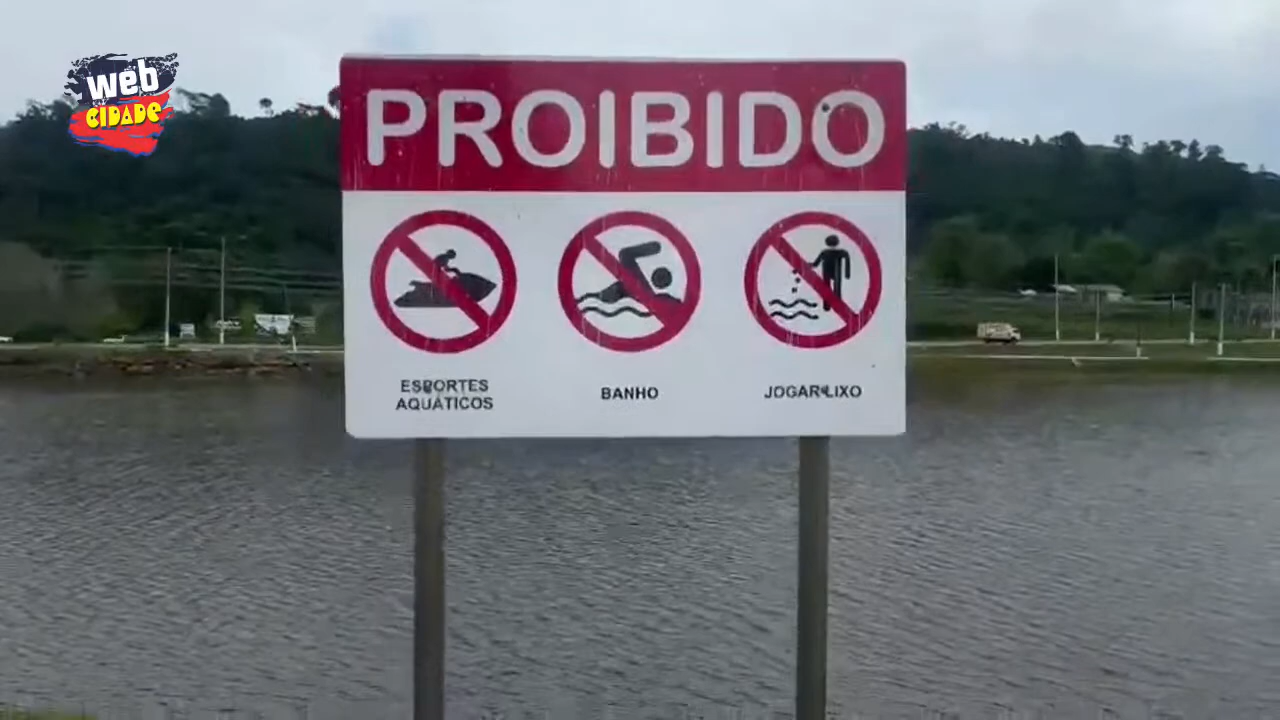 web
CIDADE
PROIBIDO
ESPORTES
AQUÁTICOS
BANHO
JOGAR LIXO